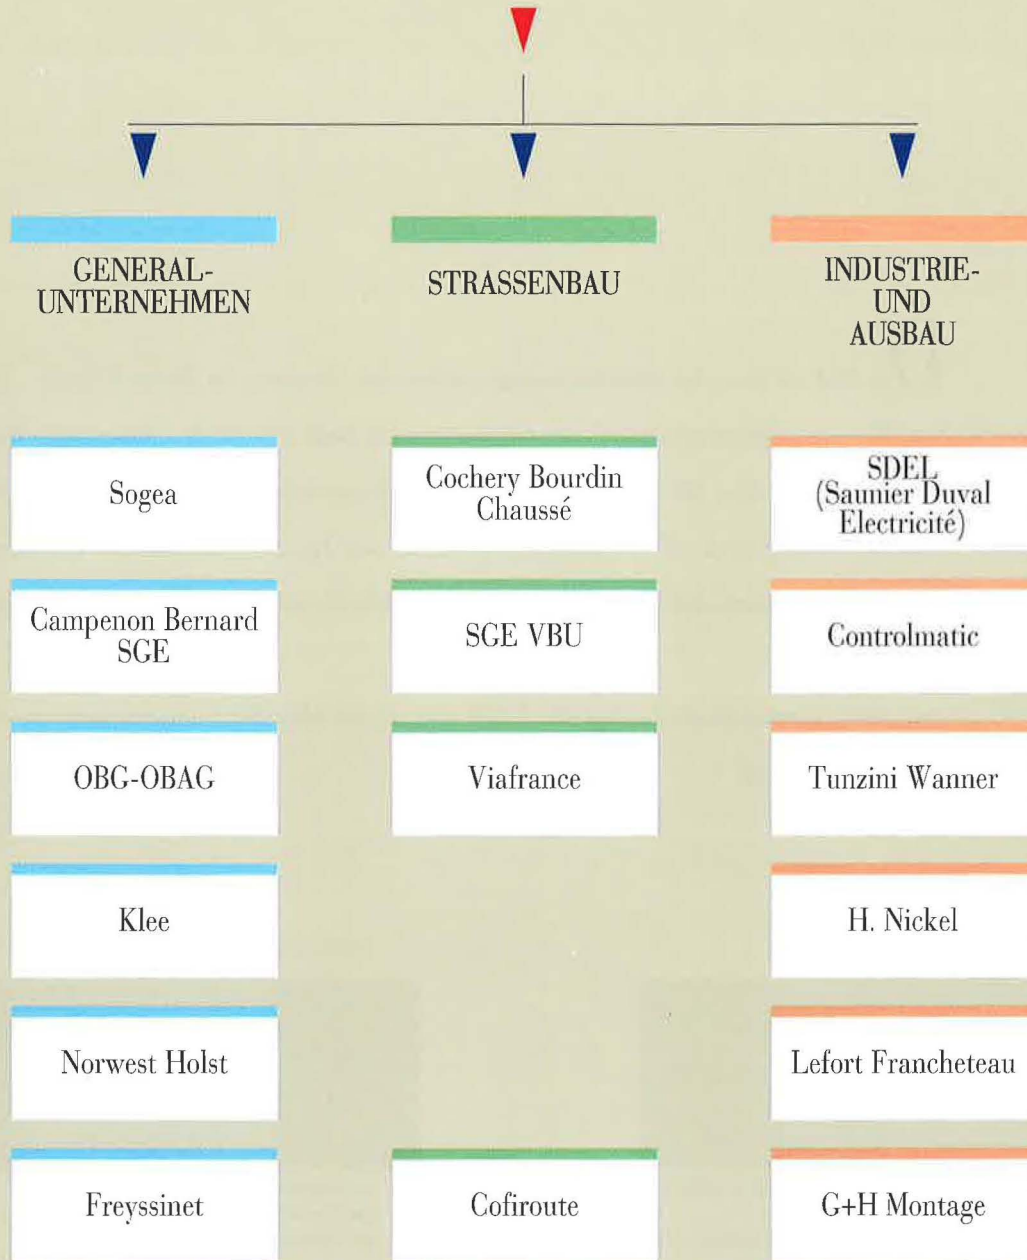 GENERAL-
UNTERNEHMEN
Sogea
Campenon Bernard
SGE
OBG-OBAG
Klee
Norwest Holst
Freyssinet
STRASSENBAU
Cochery Bourdin
Chaussé
SGE VBU
Viafrance
Cofiroute
INDUSTRIE-
UND
AUSBAU
SDEL
(Saunier Duval
Electricité)
Controlmatic
Tunzini Wanner
H. Nickel
Lefort Francheteau
G+H Montage